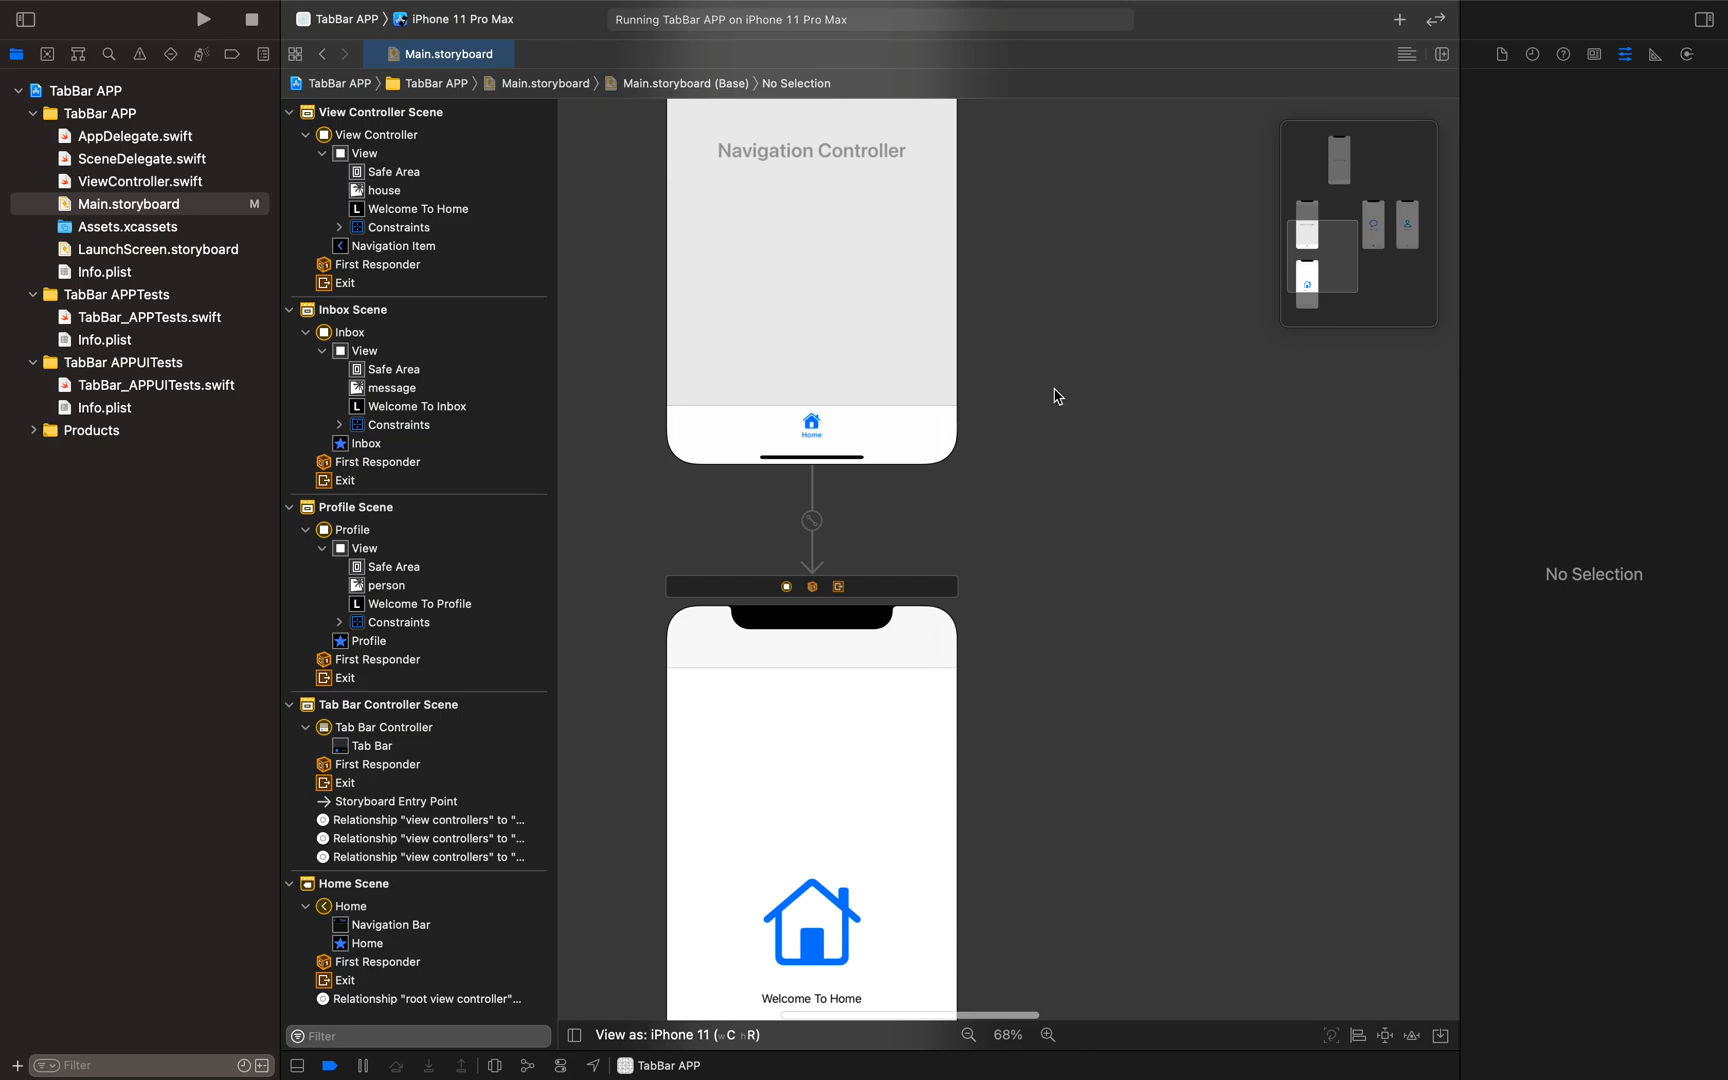 TabBar APP
iPhone 11 Pro Max
Running TabBar APP on iPhone 11 Pro Max
Main.storyboard
TabBar APP
TabBar APP
Main.storyboard
Main.storyboard (Base)
No Selection
TabBar APP
TabBar APP
AppDelegate.swift
SceneDelegate.swift
ViewController.swift
Main.storyboard
M
Assets.xcassets
LaunchScreen.storyboard
Info.plist
TabBar APPTests
TabBar_APPTests.swift
Info.plist
TabBar APPUITests
TabBar_APPUITests.swift
Info.plist
Products
Filter
View Controller Scene
View Controller
View
Safe Area
house
L Welcome To Home
Constraints
Navigation Item
First Responder
Exit
Inbox Scene
Inbox
View
Safe Area
message
L Welcome To Inbox
Constraints
Inbox
First Responder
Exit
Profile Scene
Profile
View
Safe Area
person
L Welcome To Profile
Constraints
Profile
First Responder
Exit
Tab Bar Controller Scene
Tab Bar Controller
Tab Bar
First Responder
Exit
Storyboard Entry Point
Relationship "view controllers" to "...
Relationship "view controllers" to "...
Relationship "view controllers" to "...
Home Scene
Home
Navigation Bar
Home
First Responder
Exit
Relationship "root view controller"...
Filter
Navigation Controller
Home
Welcome To Home
View as: iPhone 11 (wC hR)
68%
TabBar APP
No Selection